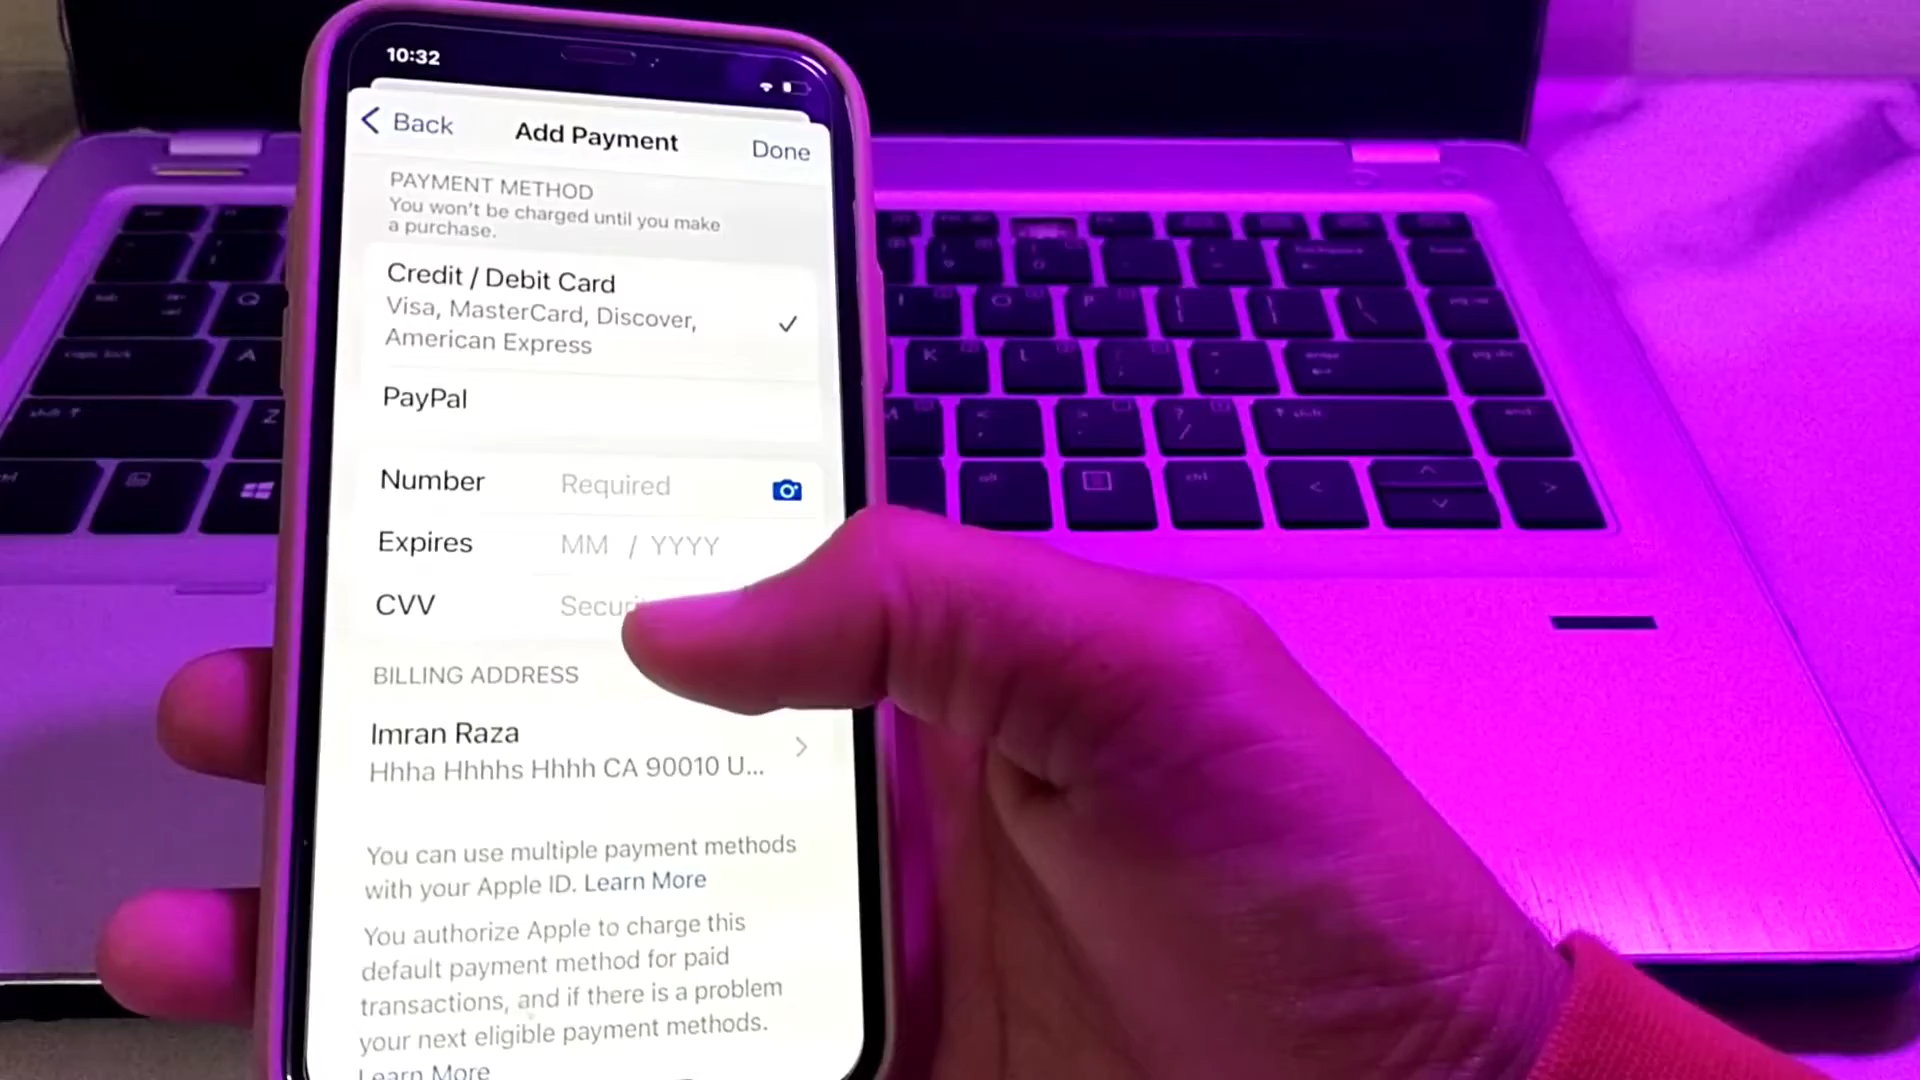 10:32
Back
Add Payment
Done
PAYMENT METHOD
You won't be charged until you make
a purchase.
Credit / Debit Card
Visa, MasterCard, Discover,
American Express
PayPal
Number Required
Expires MM / YYYY
CVV
BILLING ADDRESS
Imran Raza
Hhha Hhhhs Hhhh CA 90010 U...
You can use multiple payment methods
with your Apple ID. Learn More
You authorize Apple to charge this
default payment method for paid
transactions, and if there is a problem
your next eligible payment methods.
Learn More